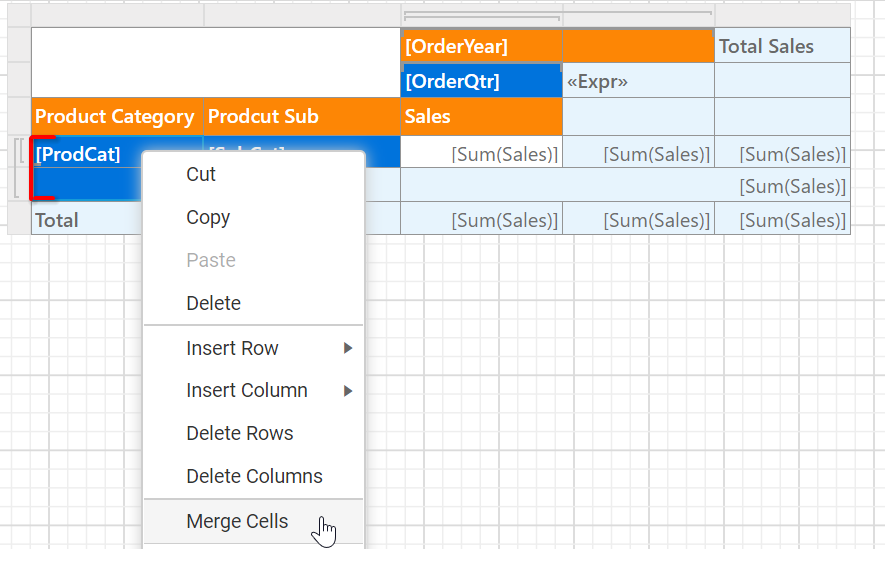 [OrderYear] Total Sales
[OrderQtr] «Expr»
Product Category Prodcut Sub Sales
[ProdCat] [Sum(Sales)] [Sum(Sales)] [Sum(Sales)]
[Sum(Sales)]
Total [Sum(Sales)] [Sum(Sales)] [Sum(Sales)]
Cut
Copy
Paste
Delete
Insert Row
Insert Column
Delete Rows
Delete Columns
Merge Cells